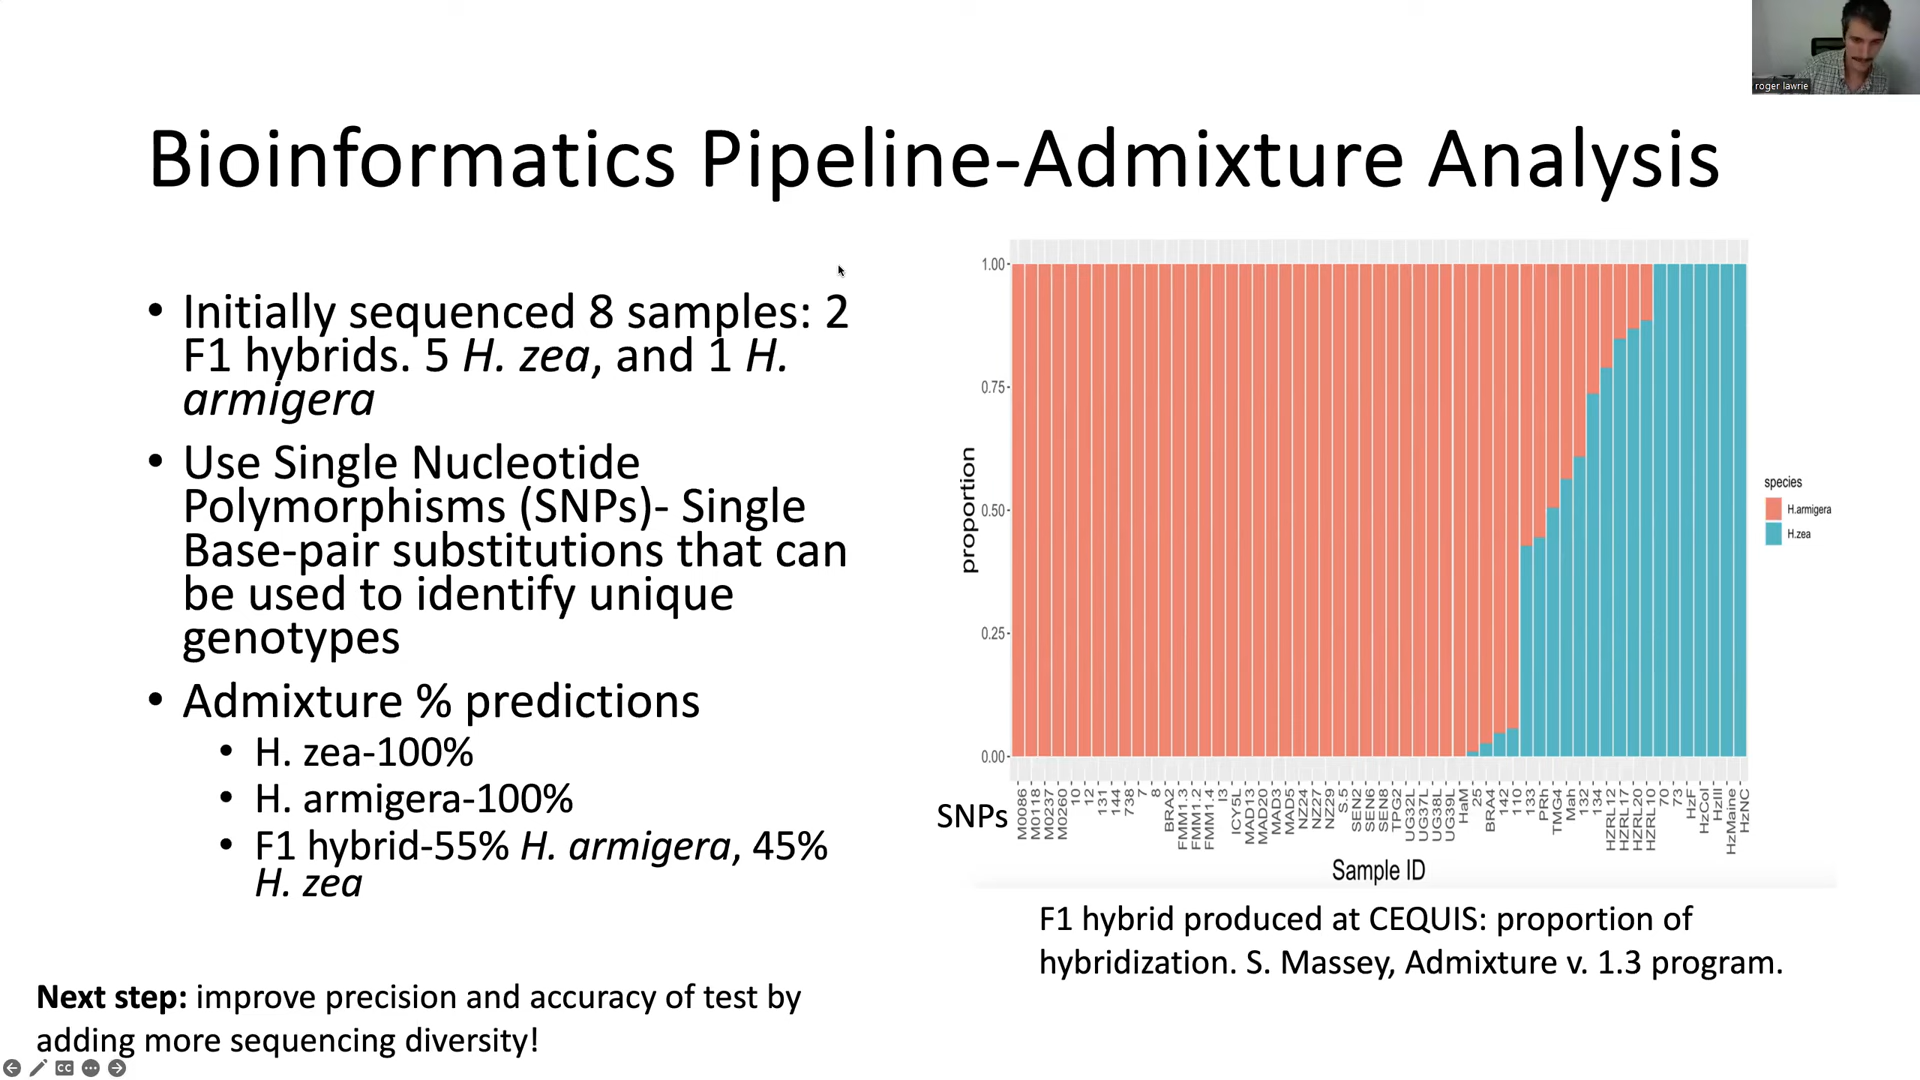 roger lawrie
Bioinformatics Pipeline-Admixture Analysis
• Initially sequenced 8 samples: 2
F1 hybrids. 5 H. zea, and 1 H.
armigera
• Use Single Nucleotide
Polymorphisms (SNPs)- Single
Base-pair substitutions that can
be used to identify unique
genotypes
• Admixture % predictions
• H. zea-100%
• H. armigera-100%
• F1 hybrid-55% H. armigera, 45%
H. zea
Next step: improve precision and accuracy of test by
adding more sequencing diversity!
proportion
1.00
0.75
0.50
0.25
0.00
species
H.armigera
H.zea
SNPs
M0086
M0118
M0237
M0260
10
12
131
144
738
7
8
BRA2
FMM1.3
FMM1.2
FMM1.4
I3
ICY5L
MAD13
MAD20
MAD3
MAD5
NZ24
NZ27
NZ29
S.5
SEN2
SEN6
SEN8
TPG2
UG32L
UG37L
UG38L
UG39L
HaM
25
BRA4
142
110
133
PRh
TMG4
Mah
132
134
HZRL12
HZRL17
HZRL20
HZRL10
70
73
HzF
HzCol
HzIll
HzMaine
HzNC
Sample ID
F1 hybrid produced at CEQUIS: proportion of
hybridization. S. Massey, Admixture v. 1.3 program.
CC